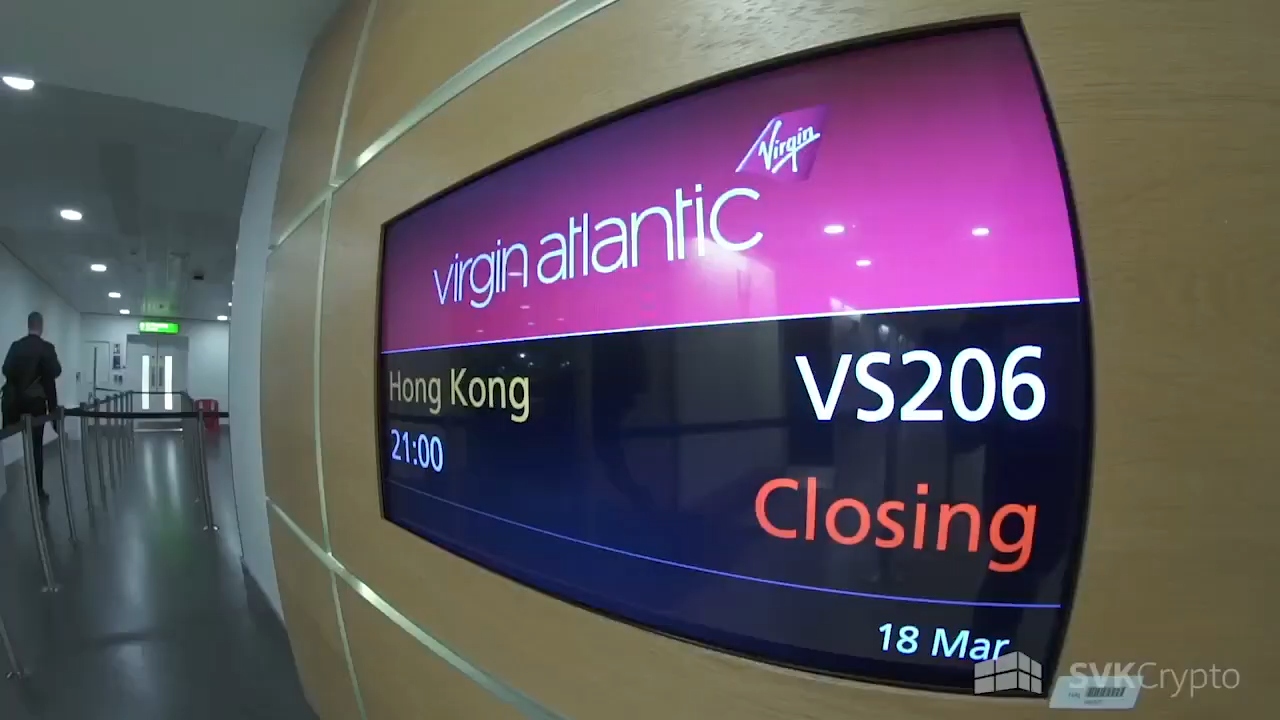 Virgin
virgin atlantic
Hong Kong
VS206
21:00
Closing
18 Mar
SVKCrypto